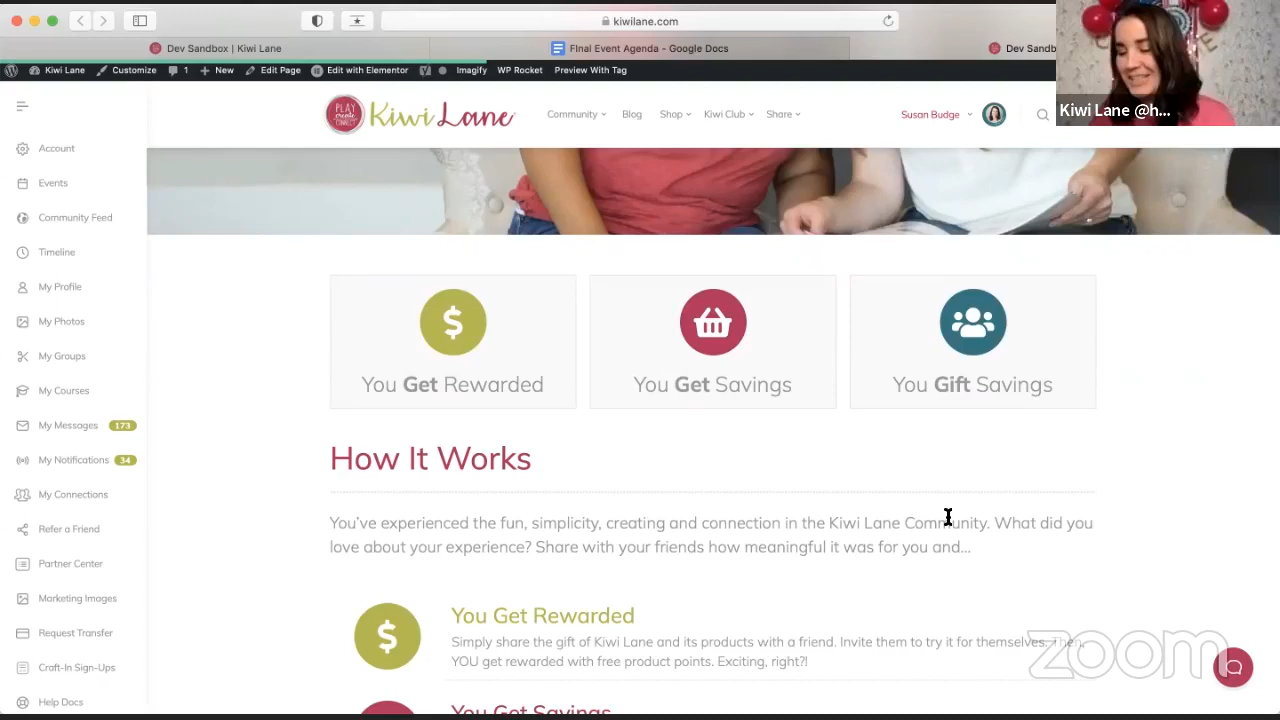 kiwilane.com
Dev Sandbox | Kiwi Lane
FInal Event Agenda - Google Docs
Dev Sandb
Kiwi Lane
Customize
1
New
Edit Page
Edit with Elementor
Imagify
WP Rocket
Preview With Tag
Kiwi Lane @h...
PLAY create CONNECT
Kiwi Lane
Community
Blog
Shop
Kiwi Club
Share
Susan Budge
Account
Events
Community Feed
Timeline
My Profile
My Photos
My Groups
My Courses
My Messages 173
My Notifications 34
My Connections
Refer a Friend
Partner Center
Marketing Images
Request Transfer
Craft-In Sign-Ups
Help Docs
You Get Rewarded
You Get Savings
You Gift Savings
How It Works
You've experienced the fun, simplicity, creating and connection in the Kiwi Lane Community. What did you
love about your experience? Share with your friends how meaningful it was for you and...
You Get Rewarded
Simply share the gift of Kiwi Lane and its products with a friend. Invite them to try it for themselves. Then,
YOU get rewarded with free product points. Exciting, right?!
You Get Savings
zoom